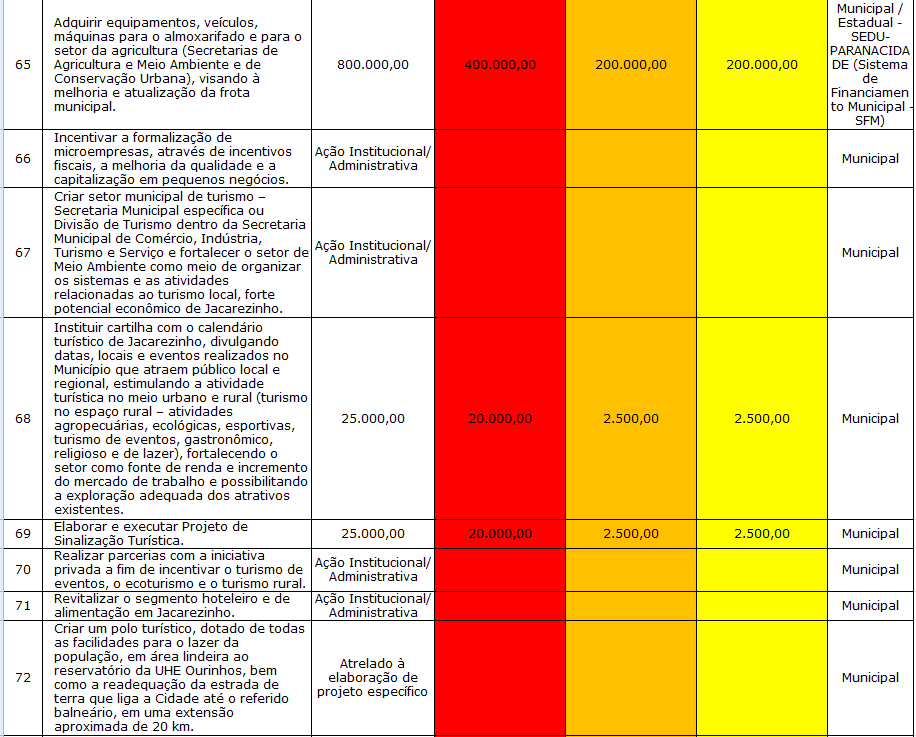 65
Adquirir equipamentos, veículos,
máquinas para o almoxarifado e para o
setor da agricultura (Secretarias de
Agricultura e Meio Ambiente e de
Conservação Urbana), visando à
melhoria e atualização da frota
municipal.
800.000,00
400.000,00
200.000,00
200.000,00
Municipal /
Estadual -
SEDU-
PARANACIDA
DE (Sistema
de
Financiamen
to Municipal -
SFM)
66
Incentivar a formalização de
microempresas, através de incentivos
fiscais, a melhoria da qualidade e a
capitalização em pequenos negócios.
Ação Institucional/
Administrativa
Municipal
67
Criar setor municipal de turismo –
Secretaria Municipal específica ou
Divisão de Turismo dentro da Secretaria
Municipal de Comércio, Indústria,
Turismo e Serviço e fortalecer o setor de
Meio Ambiente como meio de organizar
os sistemas e as atividades
relacionadas ao turismo local, forte
potencial econômico de Jacarezinho.
Ação Institucional/
Administrativa
Municipal
68
Instituir cartilha com o calendário
turístico de Jacarezinho, divulgando
datas, locais e eventos realizados no
Município que atraem público local e
regional, estimulando a atividade
turística no meio urbano e rural (turismo
no espaço rural – atividades
agropecuárias, ecológicas, esportivas,
turismo de eventos, gastronômico,
religioso e de lazer), fortalecendo o
setor como fonte de renda e incremento
do mercado de trabalho e possibilitando
a exploração adequada dos atrativos
existentes.
25.000,00
20.000,00
2.500,00
2.500,00
Municipal
69
Elaborar e executar Projeto de
Sinalização Turística.
25.000,00
20.000,00
2.500,00
2.500,00
Municipal
70
Realizar parcerias com a iniciativa
privada a fim de incentivar o turismo de
eventos, o ecoturismo e o turismo rural.
Ação Institucional/
Administrativa
Municipal
71
Revitalizar o segmento hoteleiro e de
alimentação em Jacarezinho.
Ação Institucional/
Administrativa
Municipal
72
Criar um polo turístico, dotado de todas
as facilidades para o lazer da
população, em área lindeira ao
reservatório da UHE Ourinhos, bem
como a readequação da estrada de
terra que liga a Cidade até o referido
balneário, em uma extensão
aproximada de 20 km.
Atrelado à
elaboração de
projeto específico
Municipal